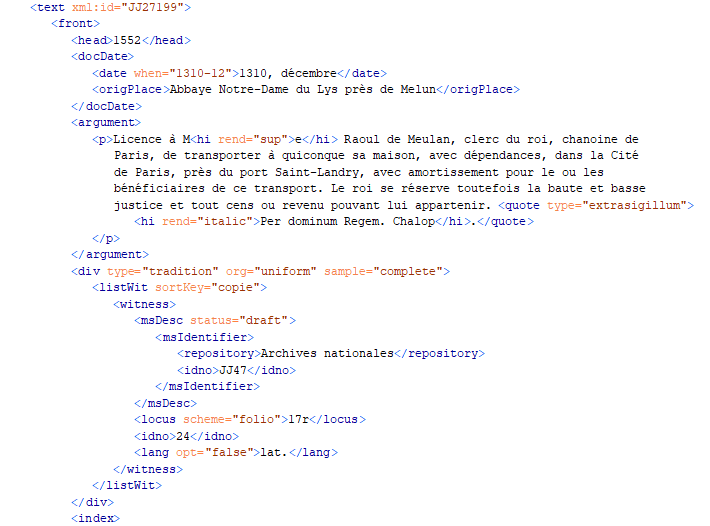 <text xml:id="JJ27199">
<front>
<head>1552</head>
<docDate>
<date when="1310-12">1310, décembre</date>
<origPlace>Abbaye Notre-Dame du Lys près de Melun</origPlace>
</docDate>
<argument>
<p>Licence à M<hi rend="sup">e</hi> Raoul de Meulan, clerc du roi, chanoine de
Paris, de transporter à quiconque sa maison, avec dépendances, dans la Cité
de Paris, près du port Saint-Landry, avec amortissement pour le ou les
bénéficiaires de ce transport. Le roi se réserve toutefois la baute et basse
justice et tout cens ou revenu pouvant lui appartenir. <quote type="extrasigillum">
<hi rend="italic">Per dominum Regem. Chalop</hi>.</quote>
</p>
</argument>
<div type="tradition" org="uniform" sample="complete">
<listWit sortKey="copie">
<witness>
<msDesc status="draft">
<msIdentifier>
<repository>Archives nationales</repository>
<idno>JJ47</idno>
</msIdentifier>
</msDesc>
<locus scheme="folio">17r</locus>
<idno>24</idno>
<lang opt="false">lat.</lang>
</witness>
</listWit>
</div>
<index>